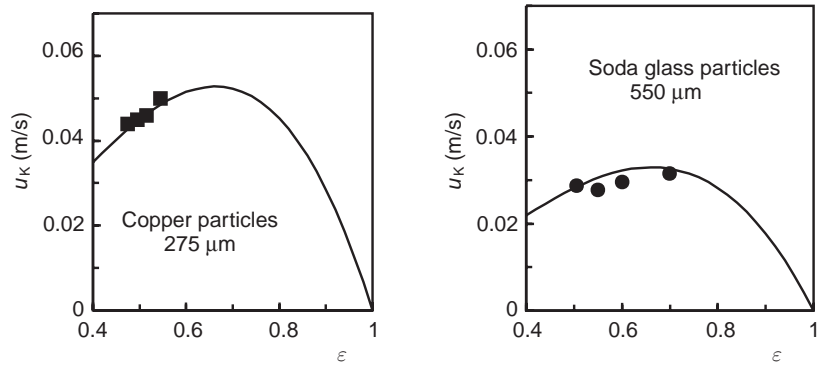 0.06
0.04
0.02
0
u_K (m/s)
Copper particles
275 μm
0.4
0.6
0.8
1
ε
0.06
0.04
0.02
0
u_K (m/s)
Soda glass particles
550 μm
0.4
0.6
0.8
1
ε